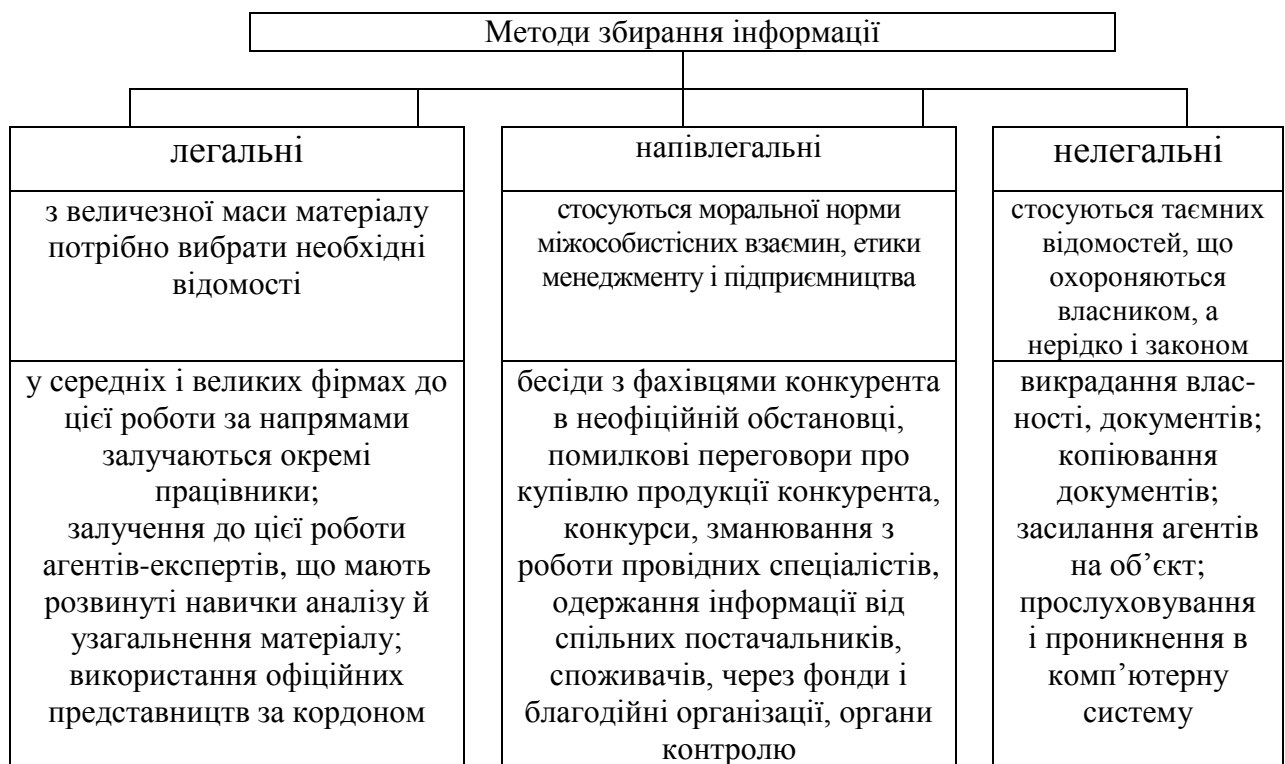 Методи збирання інформації
легальні
з величезної маси матеріалу
потрібно вибрати необхідні
відомості
у середніх і великих фірмах до
цієї роботи за напрямами
залучаються окремі
працівники;
залучення до цієї роботи
агентів-експертів, що мають
розвинуті навички аналізу й
узагальнення матеріалу;
використання офіційних
представництв за кордоном
напівлегальні
стосуються моральної норми
міжособистісних взаємин, етики
менеджменту і підприємництва
бесіди з фахівцями конкурента
в неофіційній обстановці,
помилкові переговори про
купівлю продукції конкурента,
конкурси, зманювання з
роботи провідних спеціалістів,
одержання інформації від
спільних постачальників,
споживачів, через фонди і
благодійні організації, органи
контролю
нелегальні
стосуються таємних
відомостей, що
охороняються
власником, а
нерідко і законом
викрадання влас-
ності, документів;
копіювання
документів;
засилання агентів
на об’єкт;
прослуховування
і проникнення в
комп’ютерну
систему